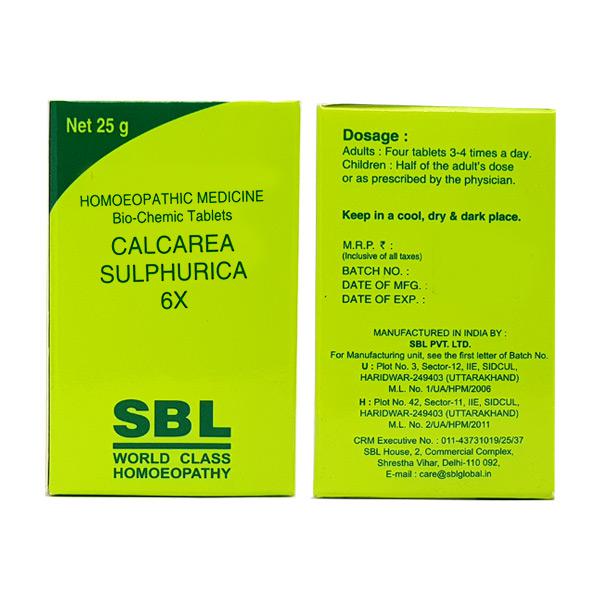 Net 25 g
HOMOEOPATHIC MEDICINE
Bio-Chemic Tablets
CALCAREA
SULPHURICA
6X
SBL
WORLD CLASS
HOMOEOPATHY
Dosage :
Adults : Four tablets 3-4 times a day.
Children : Half of the adult's dose
or as prescribed by the physician.
Keep in a cool, dry & dark place.
M.R.P. ₹ :
(Inclusive of all taxes)
BATCH NO. :
DATE OF MFG. :
DATE OF EXP. :
MANUFACTURED IN INDIA BY :
SBL PVT. LTD.
For Manufacturing unit, see the first letter of Batch No.
U : Plot No. 3, Sector-12, IIE, SIDCUL,
HARIDWAR-249403 (UTTARAKHAND)
M.L. No. 1/UA/HPM/2006
H : Plot No. 42, Sector-11, IIE, SIDCUL,
HARIDWAR-249403 (UTTARAKHAND)
M.L. No. 2/UA/HPM/2011
CRM Executive No. : 011-43731019/25/37
SBL House, 2, Commercial Complex,
Shrestha Vihar, Delhi-110 092,
E-mail : care@sblglobal.in